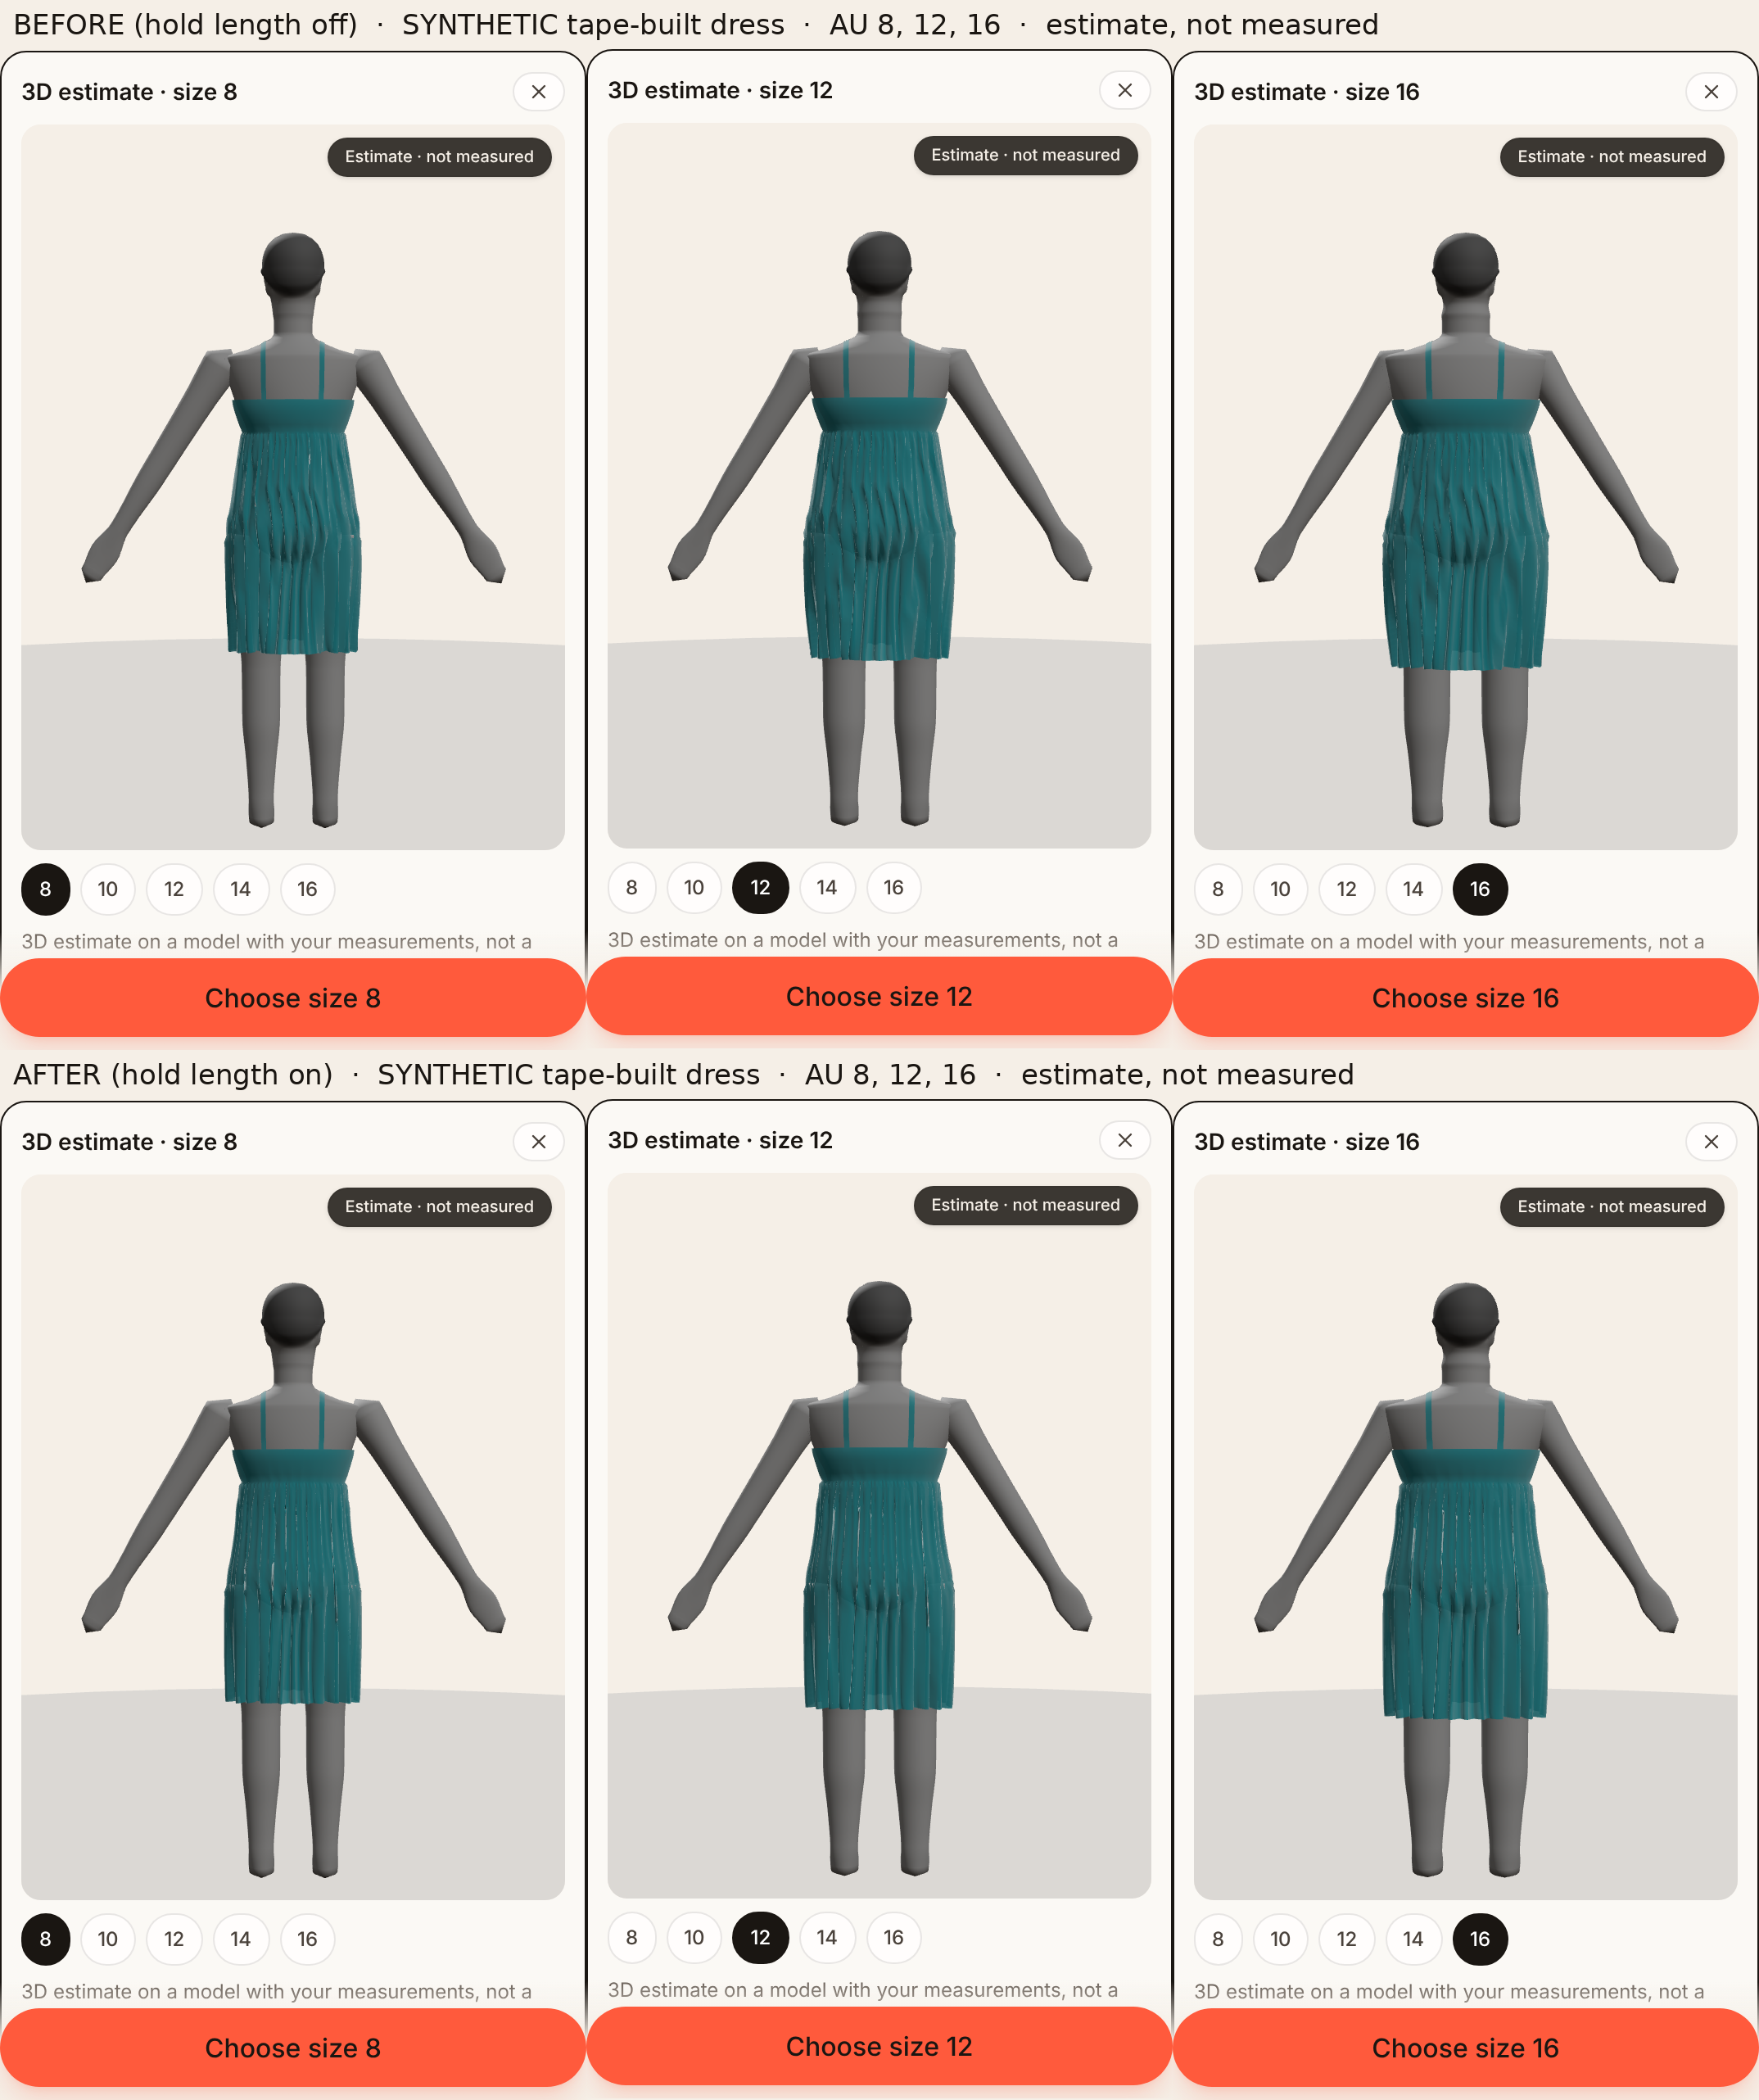 BEFORE (hold length off) · SYNTHETIC tape-built dress · AU 8, 12, 16 · estimate, not measured
3D estimate · size 8
Estimate · not measured
8 10 12 14 16
3D estimate on a model with your measurements, not a
Choose size 8
3D estimate · size 12
Estimate · not measured
8 10 12 14 16
3D estimate on a model with your measurements, not a
Choose size 12
3D estimate · size 16
Estimate · not measured
8 10 12 14 16
3D estimate on a model with your measurements, not a
Choose size 16
AFTER (hold length on) · SYNTHETIC tape-built dress · AU 8, 12, 16 · estimate, not measured
3D estimate · size 8
Estimate · not measured
8 10 12 14 16
3D estimate on a model with your measurements, not a
Choose size 8
3D estimate · size 12
Estimate · not measured
8 10 12 14 16
3D estimate on a model with your measurements, not a
Choose size 12
3D estimate · size 16
Estimate · not measured
8 10 12 14 16
3D estimate on a model with your measurements, not a
Choose size 16